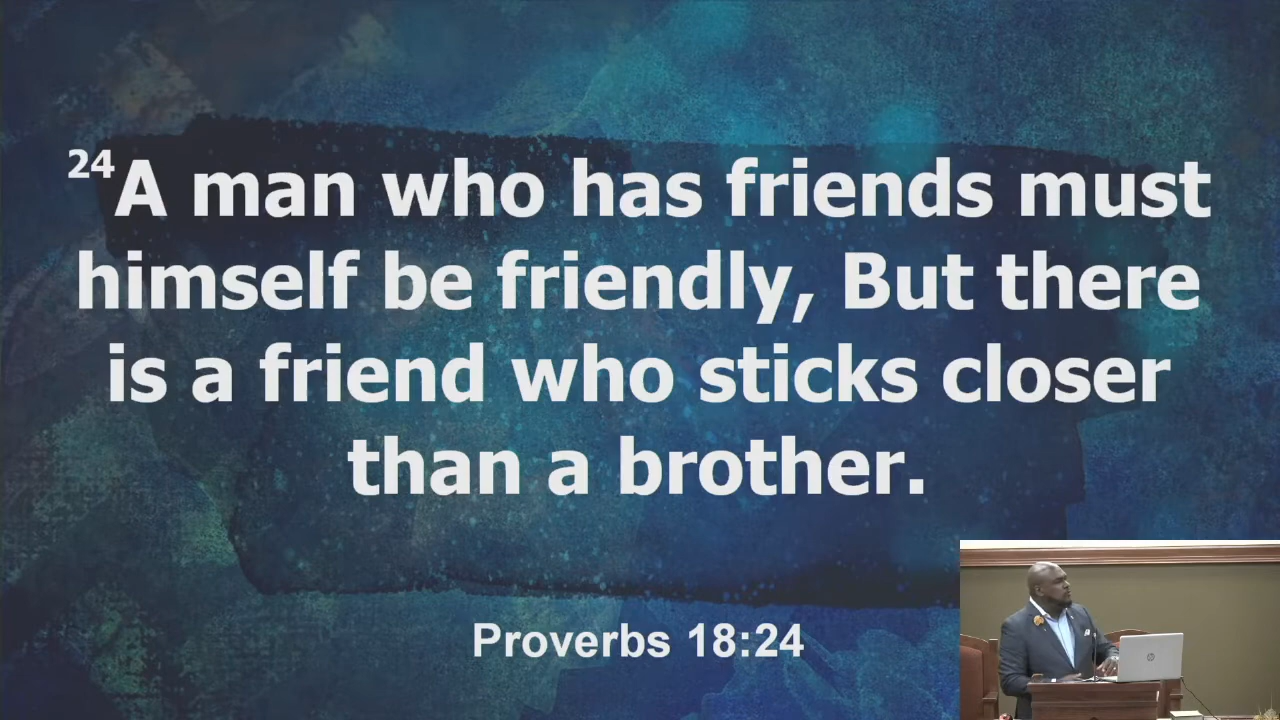 24A man who has friends must
himself be friendly, But there
is a friend who sticks closer
than a brother.
Proverbs 18:24